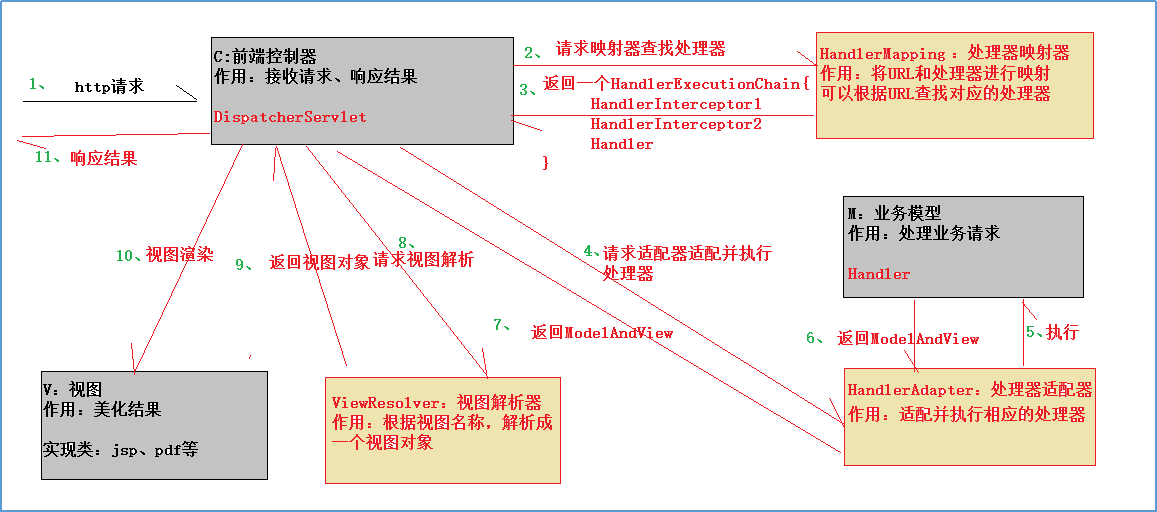 C:前端控制器
作用：接收请求、响应结果
DispatcherServlet
1、 http请求
11、响应结果
2、 请求映射器查找处理器
3、返回一个HandlerExecutionChain{
HandlerInterceptor1
HandlerInterceptor2
Handler
}
HandlerMapping：处理器映射器
作用：将URL和处理器进行映射
可以根据URL查找对应的处理器
M：业务模型
作用：处理业务请求
Handler
4、请求适配器适配并执行
处理器
5、执行
6、 返回ModelAndView
HandlerAdapter：处理器适配器
作用：适配并执行相应的处理器
7、 返回ModelAndView
8、
请求视图解析
9、 返回视图对象
10、视图渲染
V：视图
作用：美化结果
实现类：jsp、pdf等
ViewResolver：视图解析器
作用：根据视图名称，解析成
一个视图对象